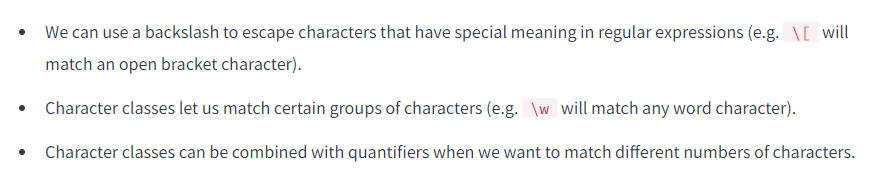 • We can use a backslash to escape characters that have special meaning in regular expressions (e.g. \[ will
match an open bracket character).
• Character classes let us match certain groups of characters (e.g. \w will match any word character).
• Character classes can be combined with quantifiers when we want to match different numbers of characters.